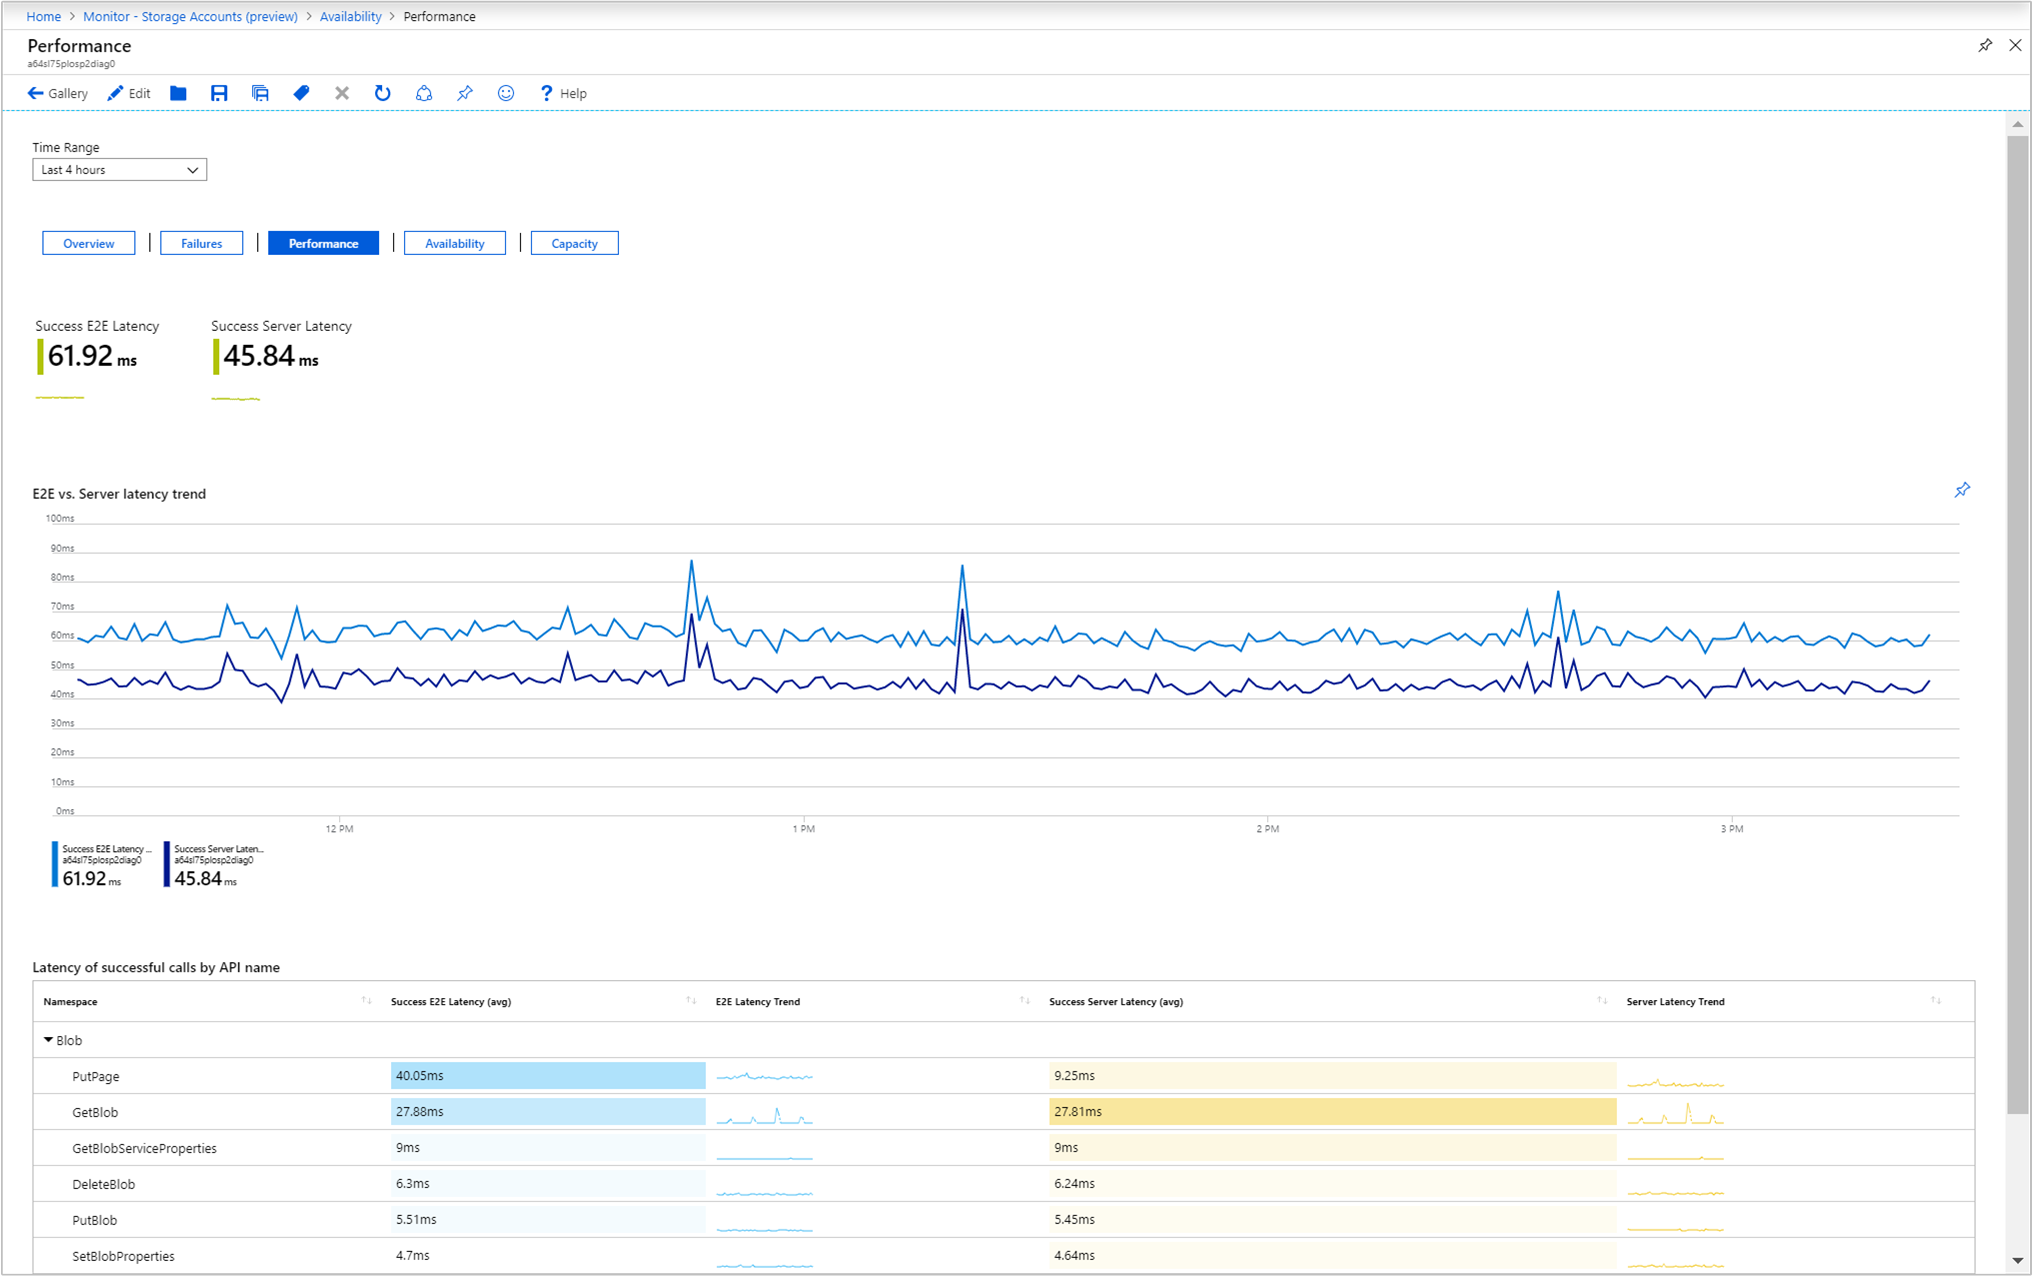 Home > Monitor - Storage Accounts (preview) > Availability > Performance
Performance
a64sl75plosp2diag0
Gallery Edit ? Help
Time Range
Last 4 hours
Overview | Failures | Performance | Availability | Capacity
Success E2E Latency Success Server Latency
61.92 ms 45.84 ms
E2E vs. Server latency trend
100ms
90ms
80ms
70ms
60ms
50ms
40ms
30ms
20ms
10ms
0ms
12 PM 1 PM 2 PM 3 PM
Success E2E Latency ... Success Server Laten...
a64sl75plosp2diag0 a64sl75plosp2diag0
61.92 ms 45.84 ms
Latency of successful calls by API name
Namespace Success E2E Latency (avg) E2E Latency Trend Success Server Latency (avg) Server Latency Trend
Blob
PutPage 40.05ms 9.25ms
GetBlob 27.88ms 27.81ms
GetBlobServiceProperties 9ms 9ms
DeleteBlob 6.3ms 6.24ms
PutBlob 5.51ms 5.45ms
SetBlobProperties 4.7ms 4.64ms